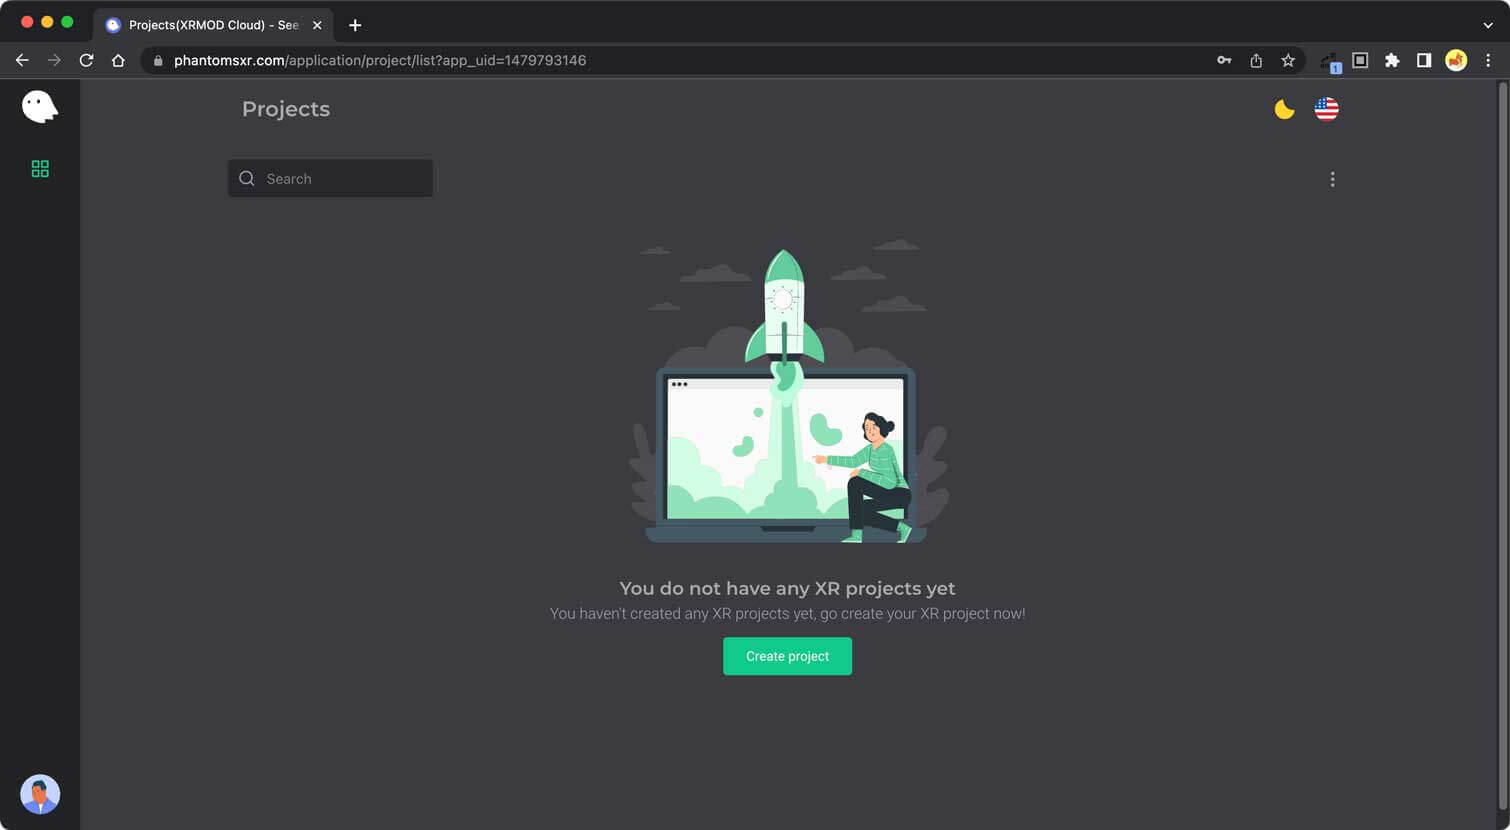 Projects(XRMOD Cloud) - See
phantomsxr.com/application/project/list?app_uid=1479793146
1
Projects
Search
You do not have any XR projects yet
You haven't created any XR projects yet, go create your XR project now!
Create project